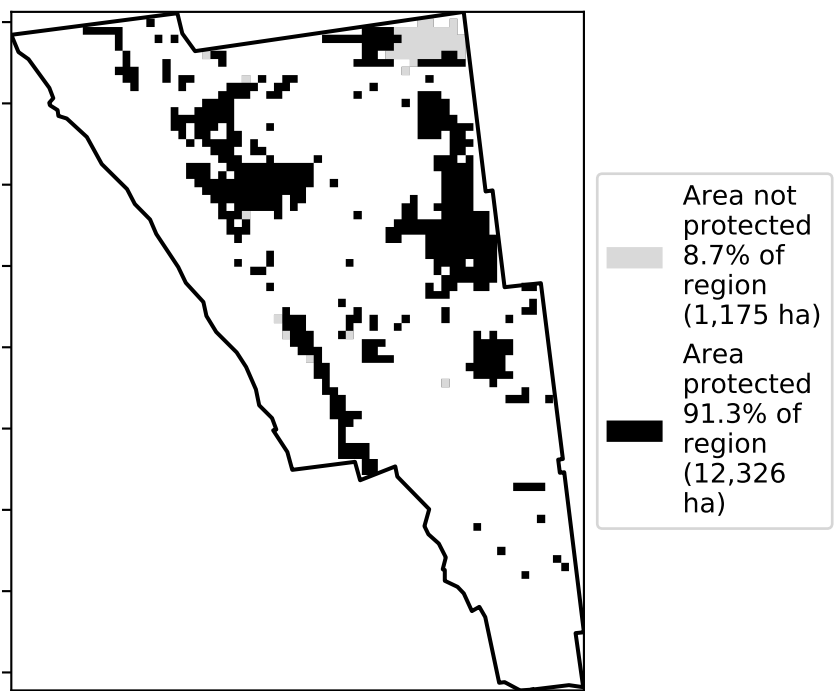 Area not
protected
8.7% of
region
(1,175 ha)
Area
protected
91.3% of
region
(12,326
ha)